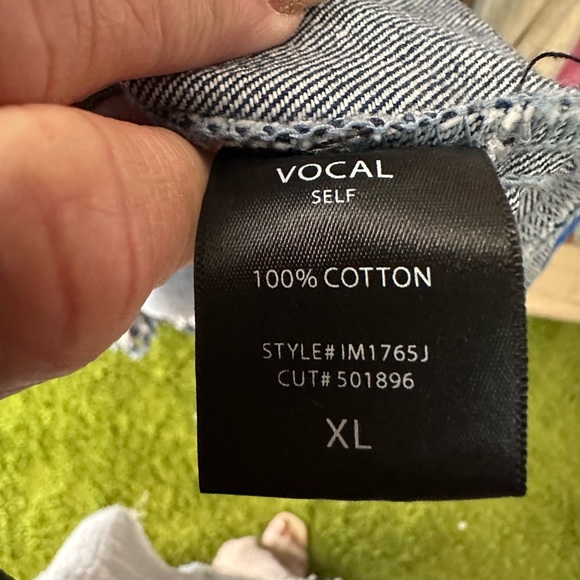 VOCAL
SELF
100% COTTON
STYLE# IM1765J
CUT# 501896
XL